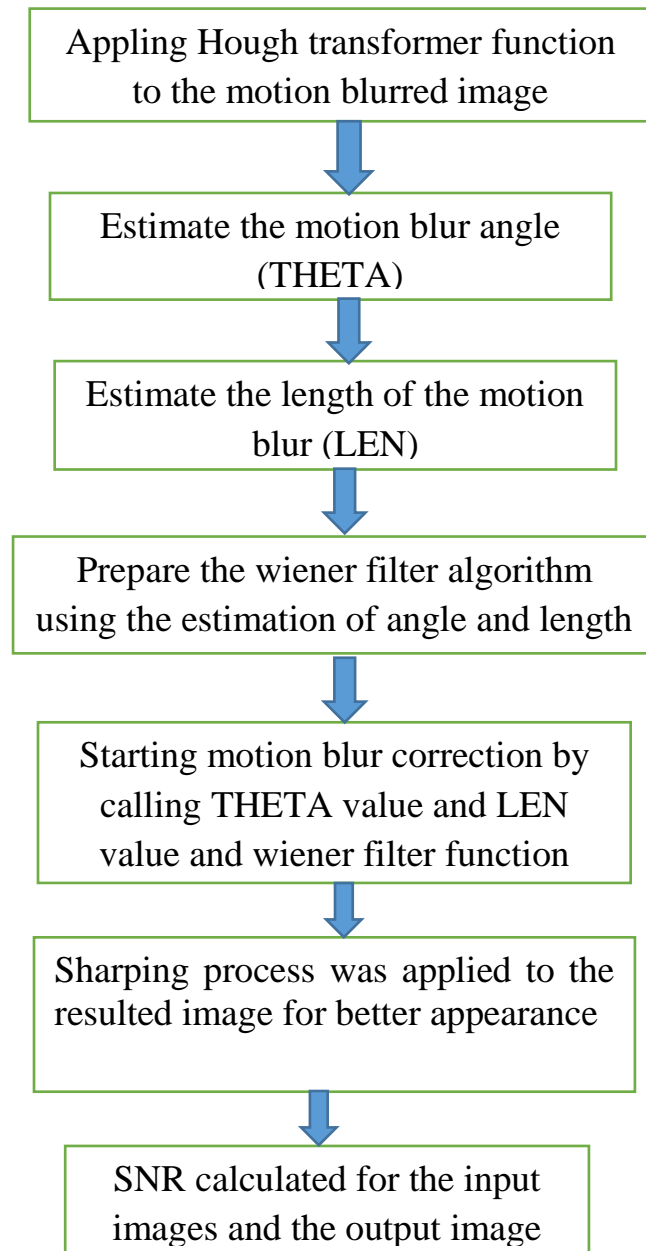 Appling Hough transformer function
to the motion blurred image
Estimate the motion blur angle
(THETA)
Estimate the length of the motion
blur (LEN)
Prepare the wiener filter algorithm
using the estimation of angle and length
Starting motion blur correction by
calling THETA value and LEN
value and wiener filter function
Sharping process was applied to the
resulted image for better appearance
SNR calculated for the input
images and the output image